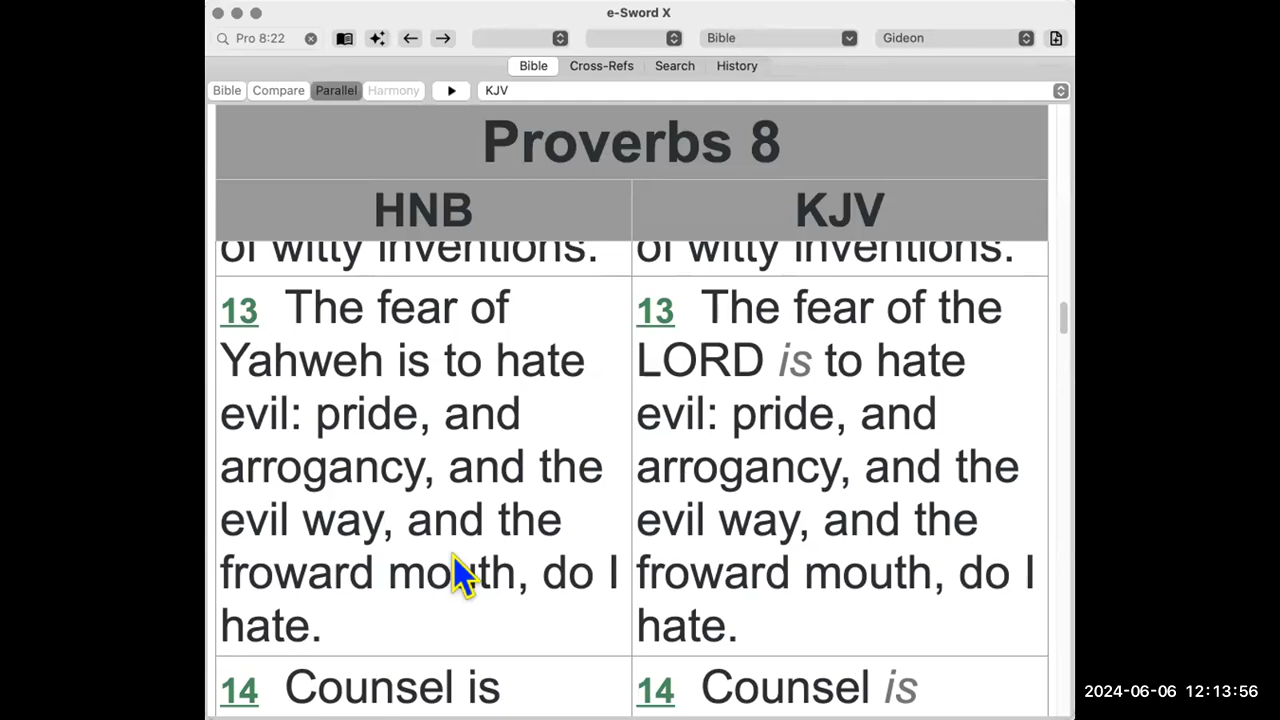 e-Sword X
Pro 8:22
Bible
Gideon
Bible Cross-Refs Search History
Bible Compare Parallel Harmony KJV
Proverbs 8
HNB
of witty inventions.
13 The fear of
Yahweh is to hate
evil: pride, and
arrogancy, and the
evil way, and the
froward mouth, do I
hate.
14 Counsel is
KJV
of witty inventions.
13 The fear of the
LORD is to hate
evil: pride, and
arrogancy, and the
evil way, and the
froward mouth, do I
hate.
14 Counsel is
2024-06-06 12:13:56